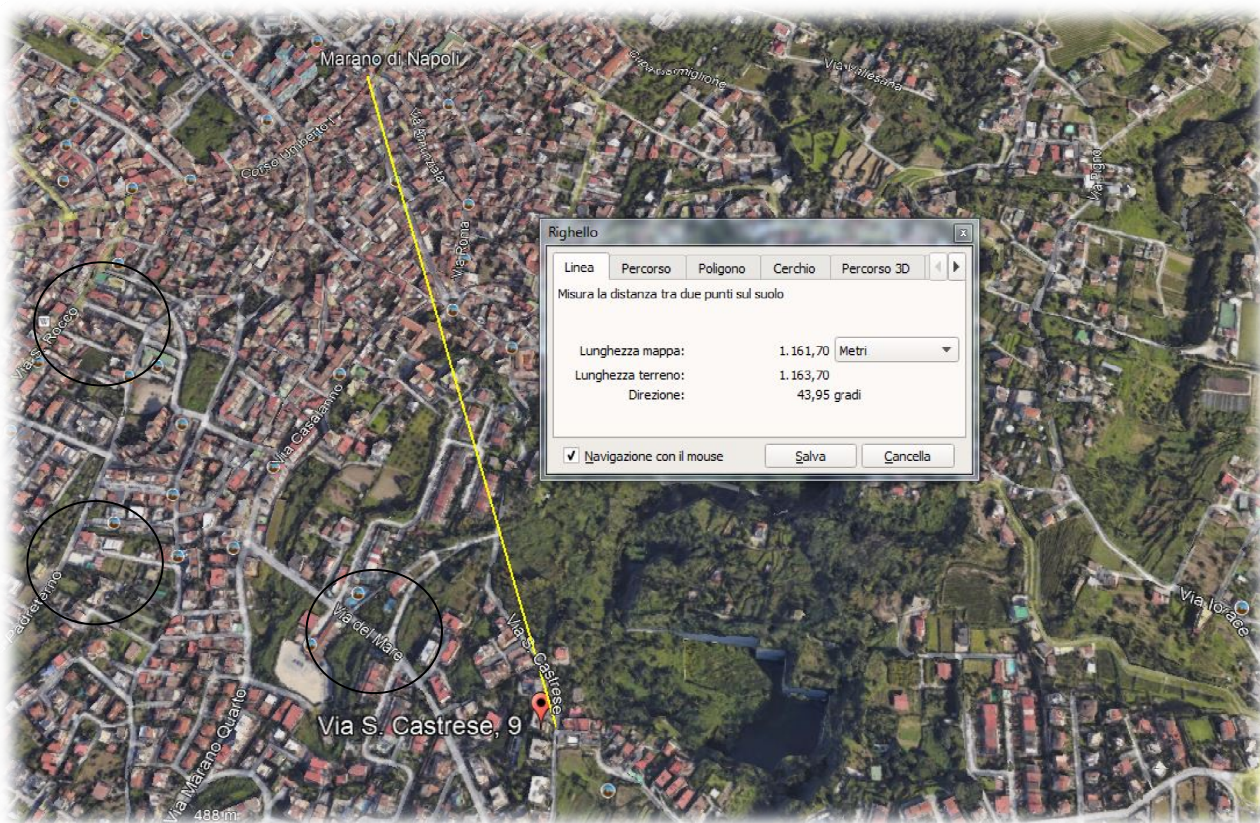 Marano di Napoli
Via Vallesana
Corso Umberto I
Via Annunziata
Via Pigno
Via Roma
Righello
Linea
Percorso
Poligono
Cerchio
Percorso 3D
Misura la distanza tra due punti sul suolo
Lunghezza mappa: 1.161,70 Metri
Lunghezza terreno: 1.163,70
Direzione: 43,95 gradi
Navigazione con il mouse
Salva
Cancella
Via S. Rocco
Via Casalanno
Padreterno
Via del Mare
Via S. Castrese
Via Iorace
Via S. Castrese, 9
Via Marano Quarto
488 m